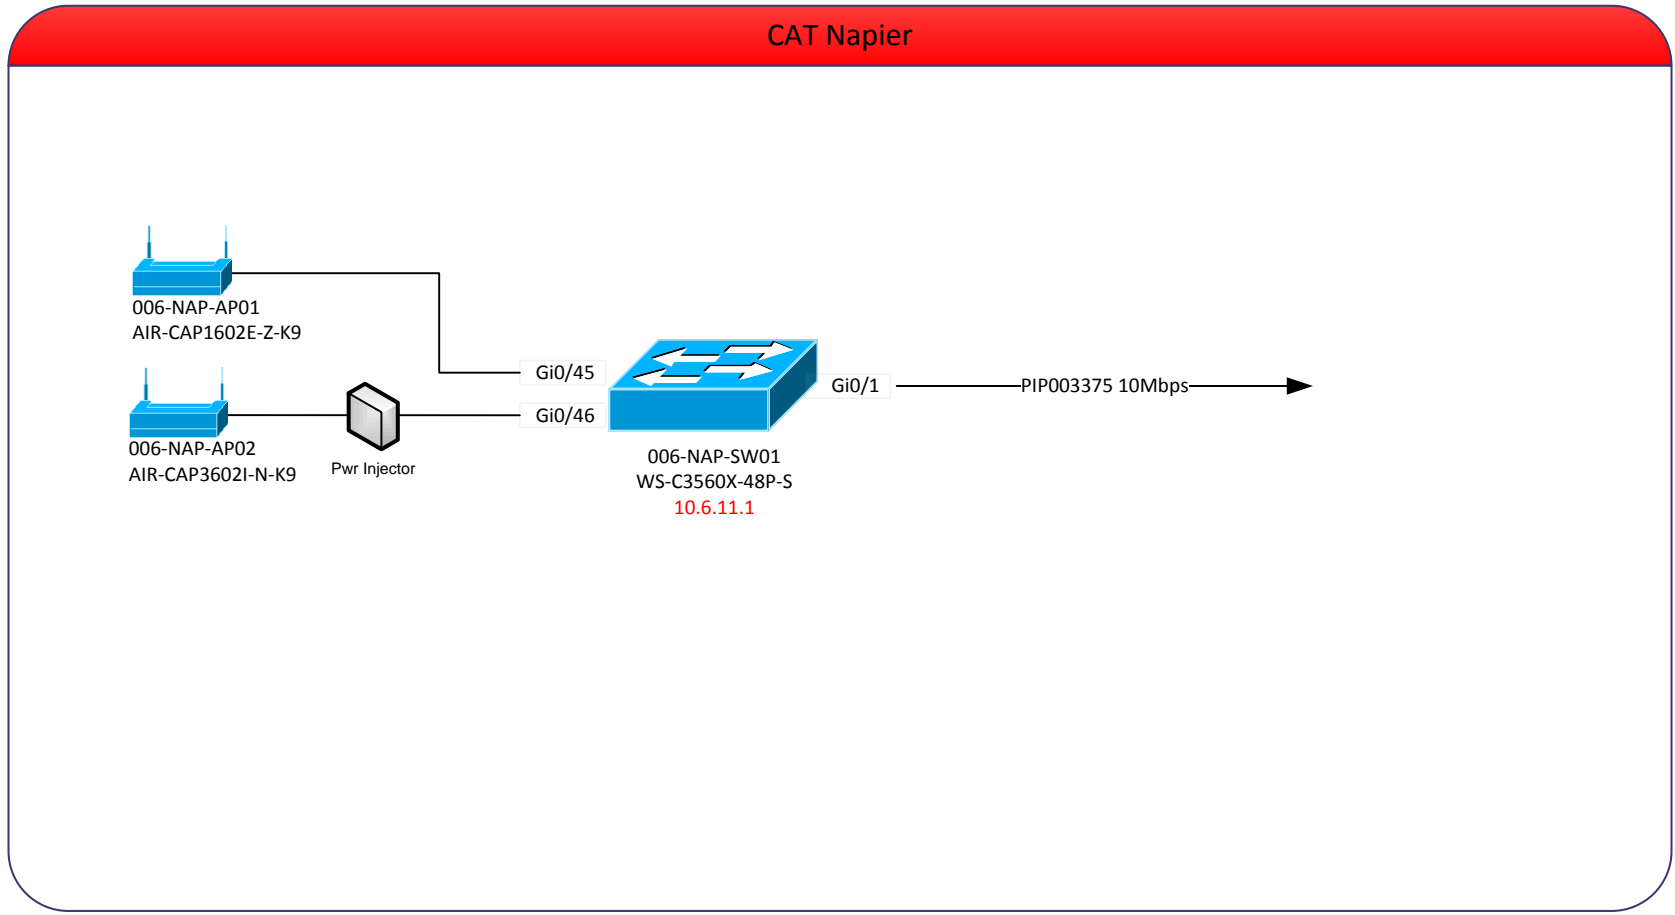 CAT Napier
006-NAP-AP01
AIR-CAP1602E-Z-K9
Gi0/45
Gi0/1
PIP003375 10Mbps
Gi0/46
006-NAP-AP02
AIR-CAP3602I-N-K9
Pwr Injector
006-NAP-SW01
WS-C3560X-48P-S
10.6.11.1